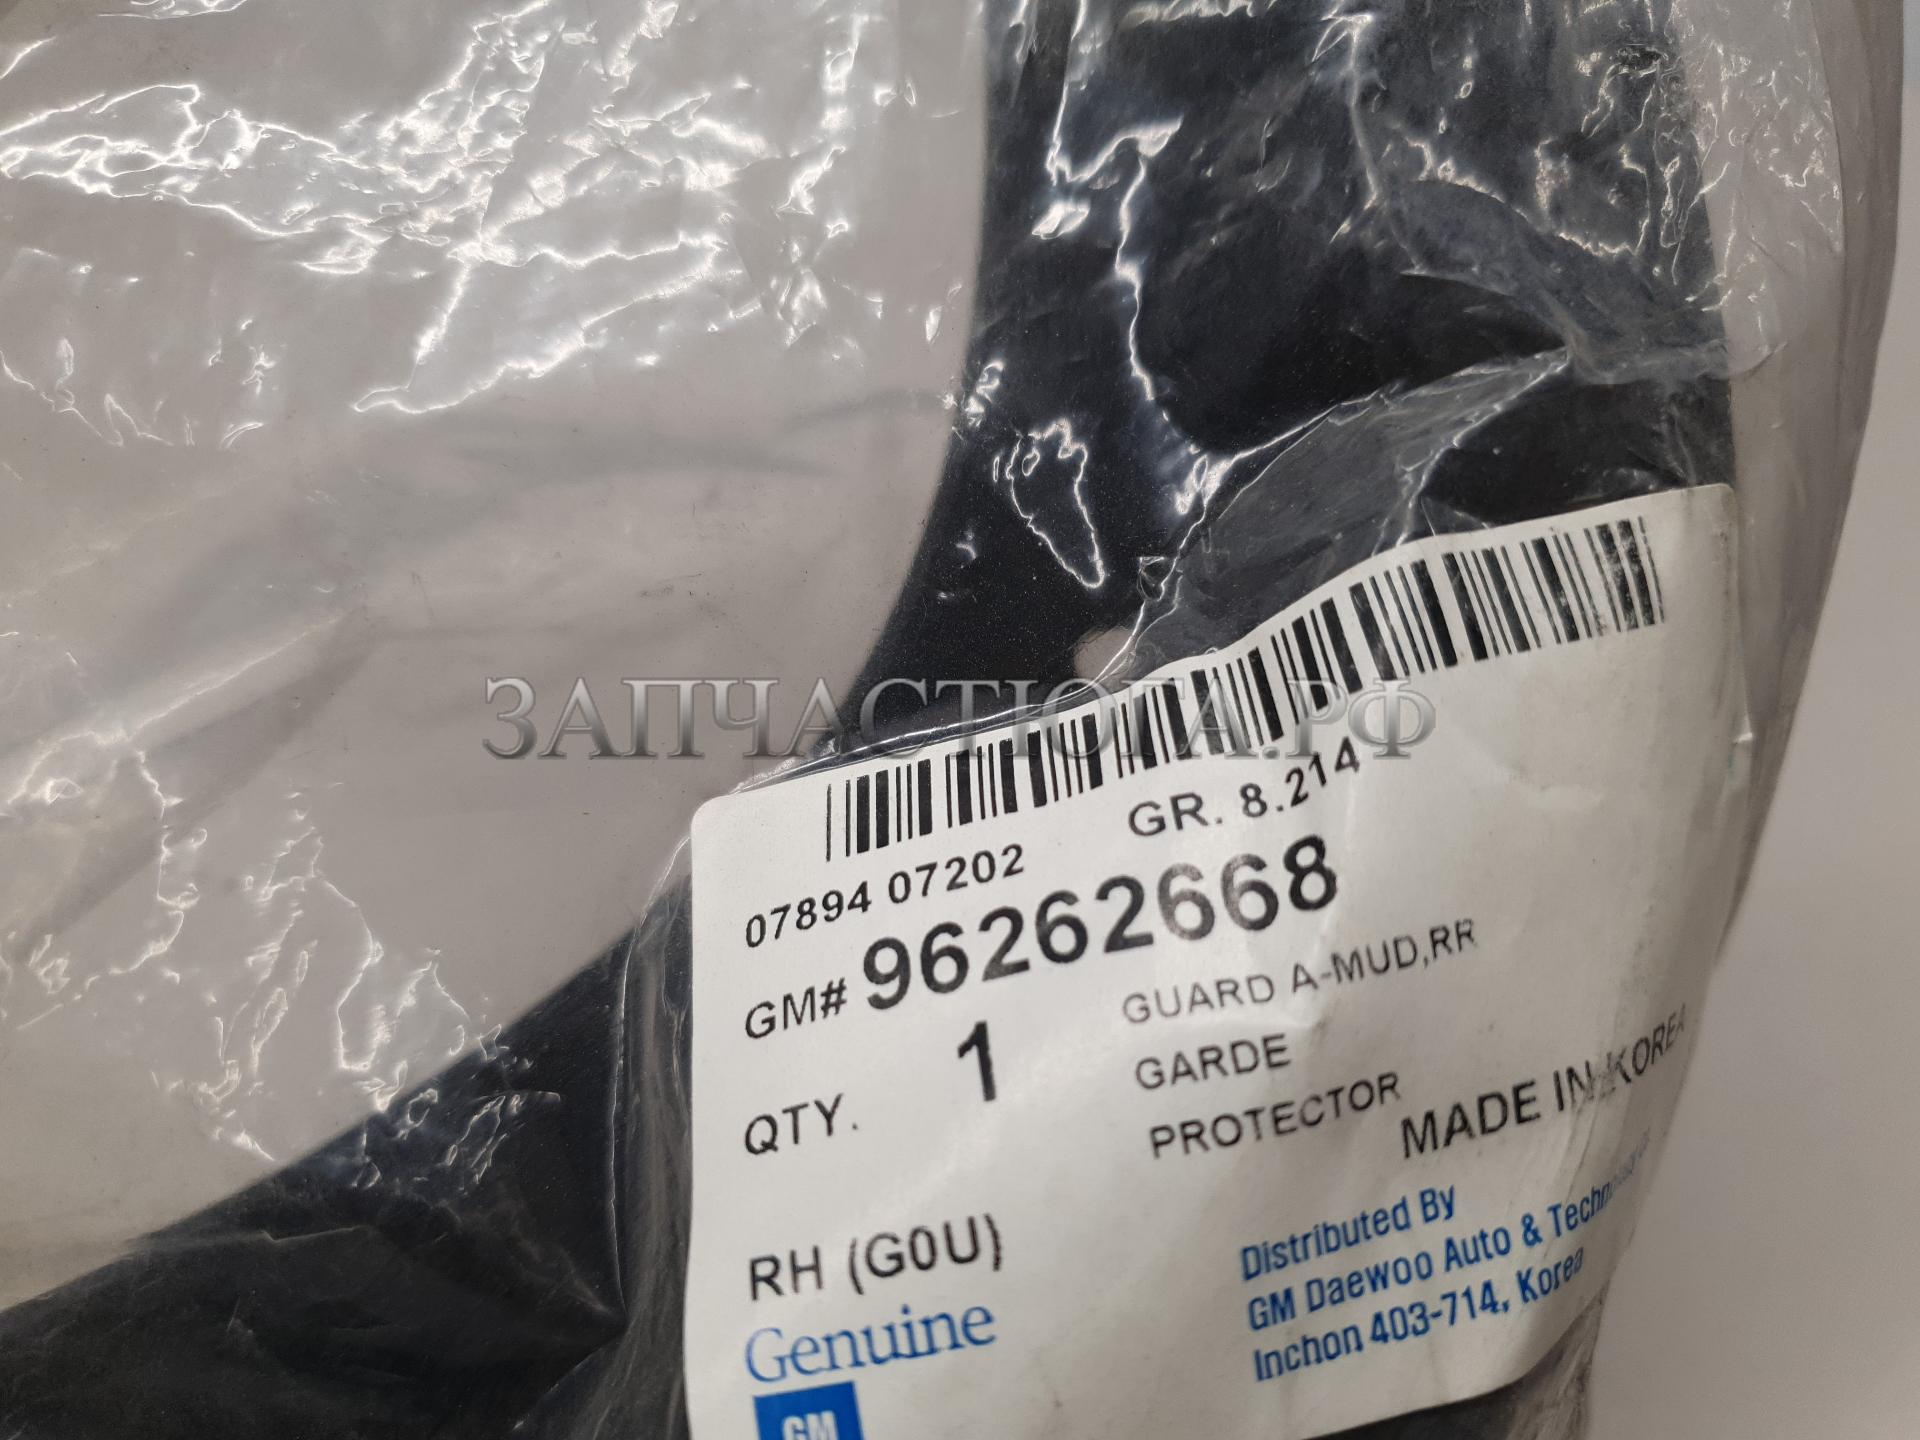 ЗАПЧАСТЮГА.РФ
07894 07202 GR. 8.214
GM# 96262668
QTY. 1 GUARD A-MUD,RR
GARDE
PROTECTOR
MADE IN KOREA
RH (G0U)
Genuine
GM
Distributed By
GM Daewoo Auto &
Inchon 403-714, Korea